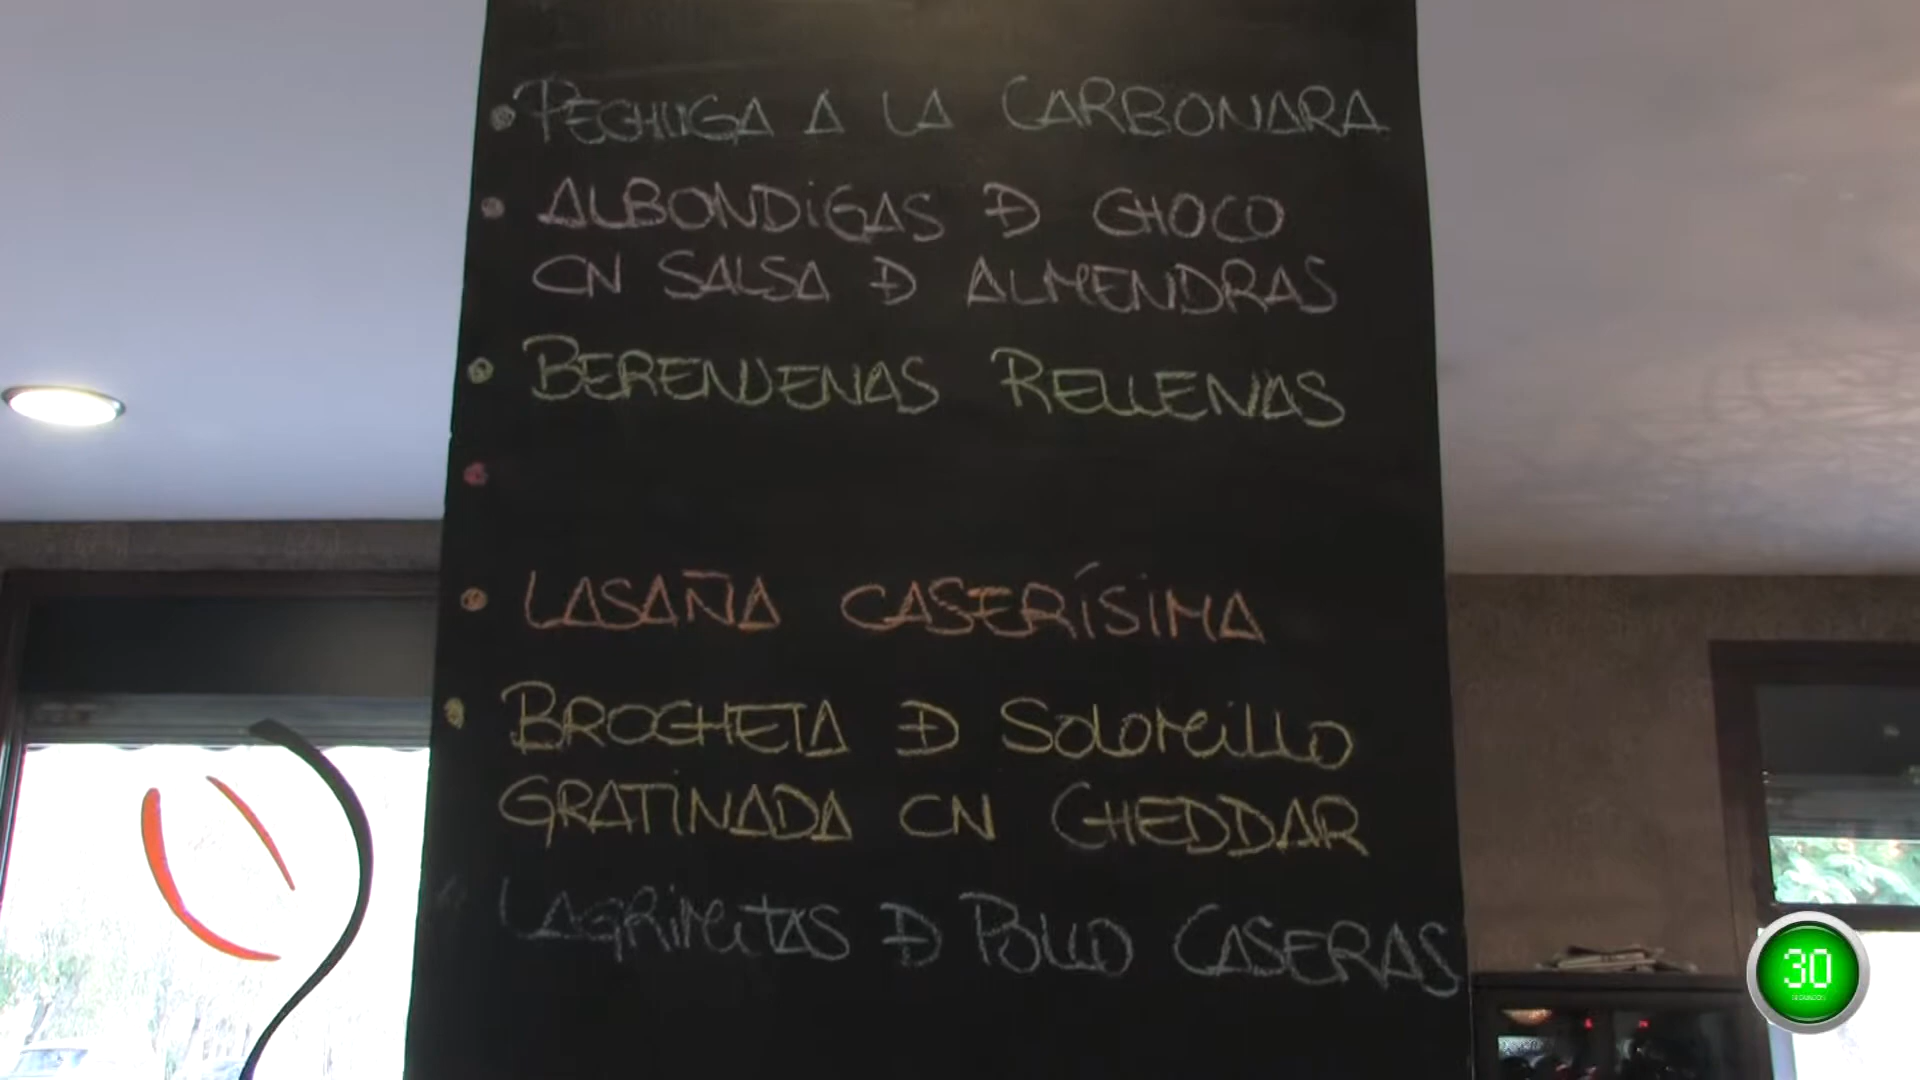 • PECHUGA A LA CARBONARA
• ALBONDiGAS D CHOCO
CN SALSA D ALMENDRAS
• BERENJENAS RELLENAS
•
• LASAÑA CASERÍSIMA
• BROCHETA D SOLOMILLO
GRATINADA CN CHEDDAR
LAGRIMITAS D POLLO CASERAS
30